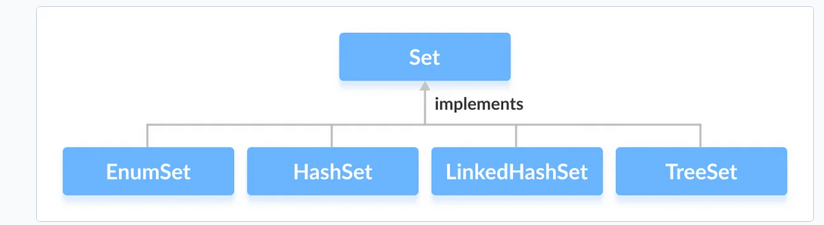 Set
implements
EnumSet
HashSet
LinkedHashSet
TreeSet